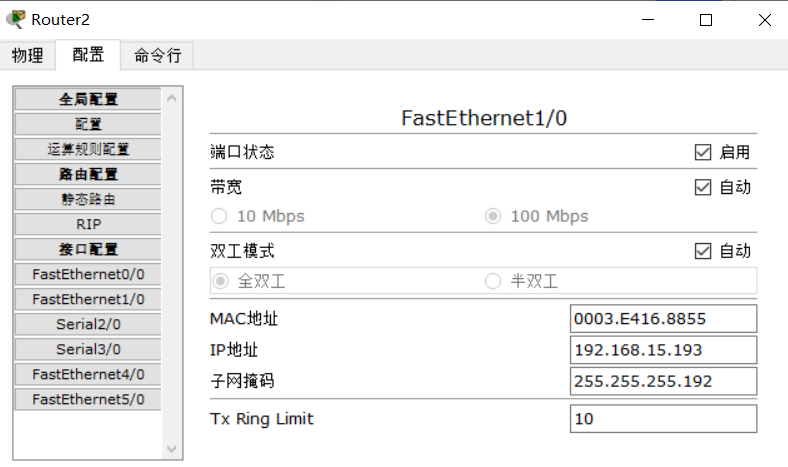 Router2
物理 配置 命令行
全局配置
配置
运算规则配置
路由配置
静态路由
RIP
接口配置
FastEthernet0/0
FastEthernet1/0
Serial2/0
Serial3/0
FastEthernet4/0
FastEthernet5/0
FastEthernet1/0
端口状态 启用
带宽 自动
10 Mbps 100 Mbps
双工模式 自动
全双工 半双工
MAC地址 0003.E416.8855
IP地址 192.168.15.193
子网掩码 255.255.255.192
Tx Ring Limit 10